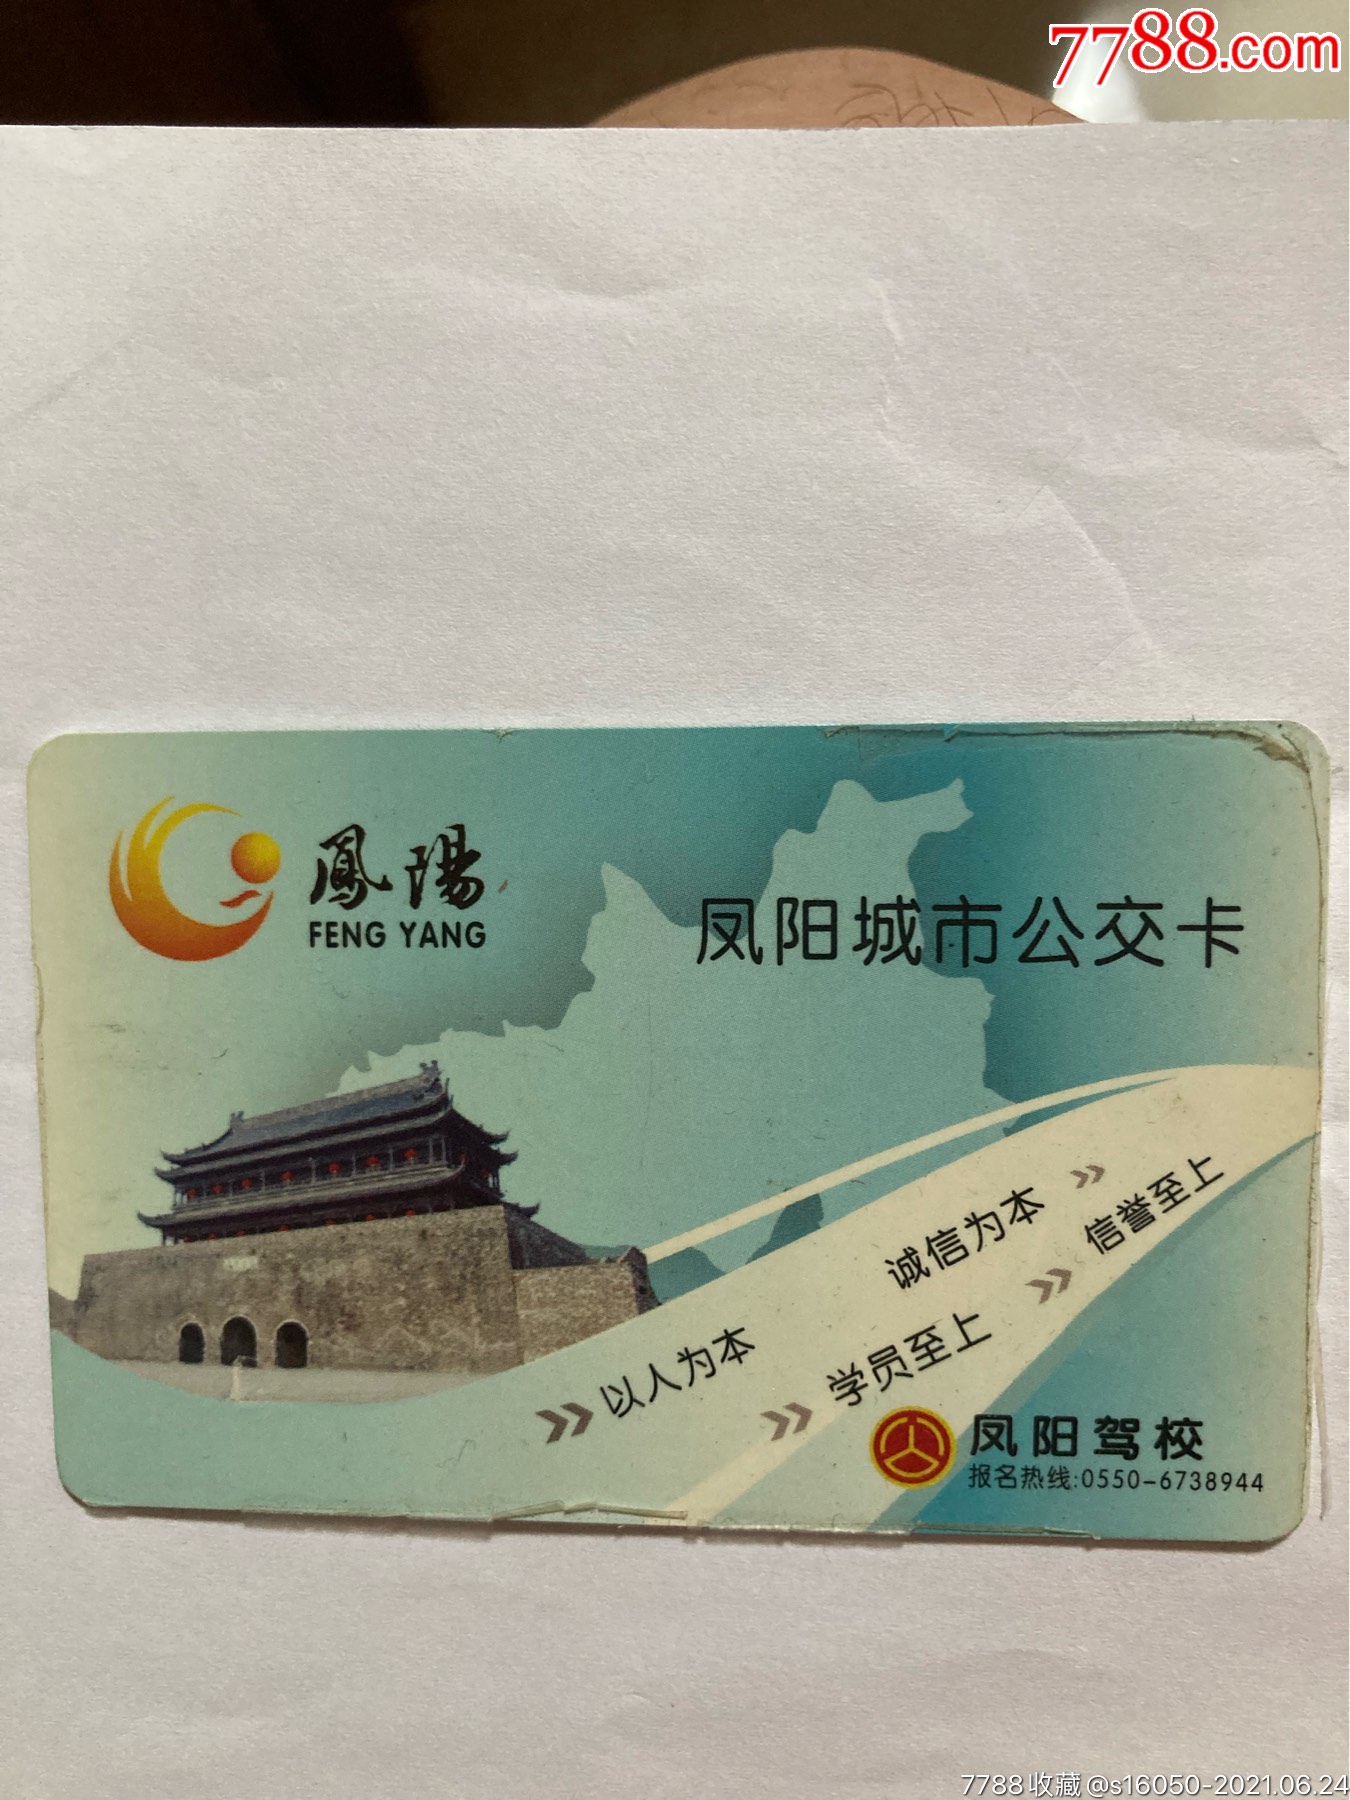 7788.com
鳳陽
FENG YANG
凤阳城市公交卡
诚信为本
信誉至上
以人为本
学员至上
凤阳驾校
报名热线:0550-6738944
7788收藏@s16050-2021.06.24